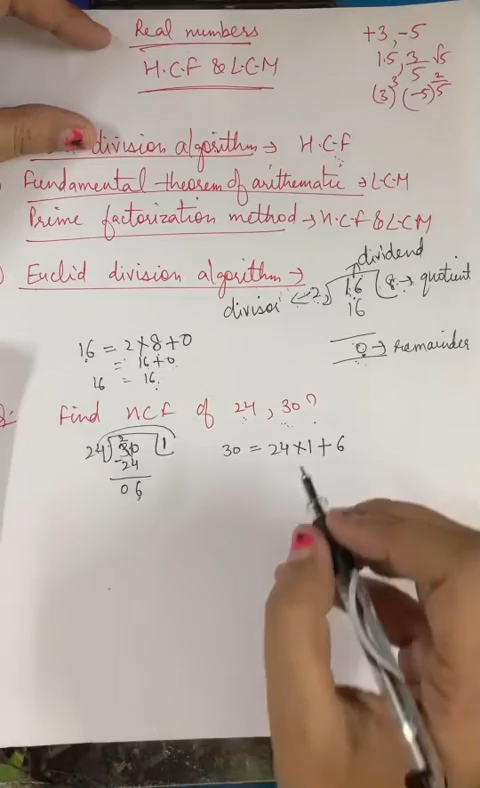 Real numbers
H.C.F & L.C.M
+3, -5
1.5, 3/5, √5
(3)³ (-5)^2/5
division algorithm → H.C.F
Fundamental theorem of arithematic → L.C.M
Prime factorization method → H.C.F & L.C.M
Euclid division algorithm →
dividend
divisor ← 2) 16 ( 8 → quotient
16
0 → remainder
16 = 2×8+0
= 16+0
16 = 16
Find HCF of 24, 30?
24) 30 ( 1
-24
06
30 = 24×1+6